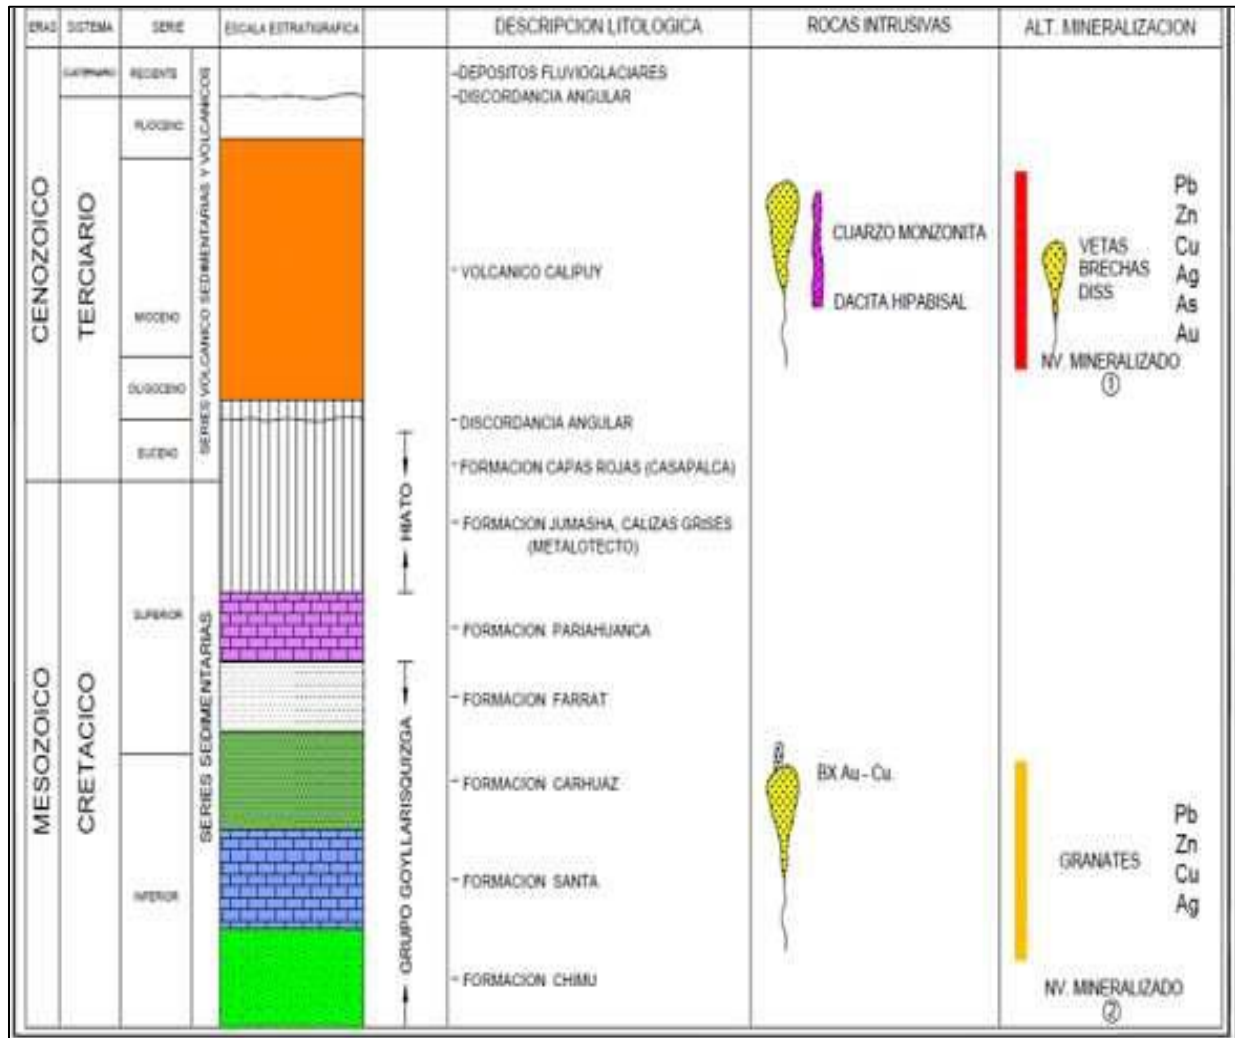 ERAS SISTEMA SERIE ESCALA ESTRATIGRAFICA DESCRIPCION LITOLOGICA ROCAS INTRUSIVAS ALT. MINERALIZACION
CENOZOICO
MESOZOICO
CUATERNARIO
TERCIARIO
CRETACICO
RECIENTE
PLIOCENO
MIOCENO
OLIGOCENO
EOCENO
SUPERIOR
INFERIOR
SERIES VOLCANICO SEDIMENTARIAS Y VOLCANICOS
SERIES SEDIMENTARIAS
HIATO
GRUPO GOYLLARISQUIZGA
-DEPOSITOS FLUVIOGLACIARES
-DISCORDANCIA ANGULAR
- VOLCANICO CALIPUY
- DISCORDANCIA ANGULAR
- FORMACION CAPAS ROJAS (CASAPALCA)
- FORMACION JUMASHA, CALIZAS GRISES
(METALOTECTO)
- FORMACION PARIAHUANCA
- FORMACION FARRAT
- FORMACION CARHUAZ
- FORMACION SANTA
- FORMACION CHIMU
CUARZO MONZONITA
DACITA HIPABISAL
BX Au - Cu.
VETAS
BRECHAS
DISS
Pb
Zn
Cu
Ag
As
Au
NV. MINERALIZADO
1
GRANATES
Pb
Zn
Cu
Ag
NV. MINERALIZADO
2